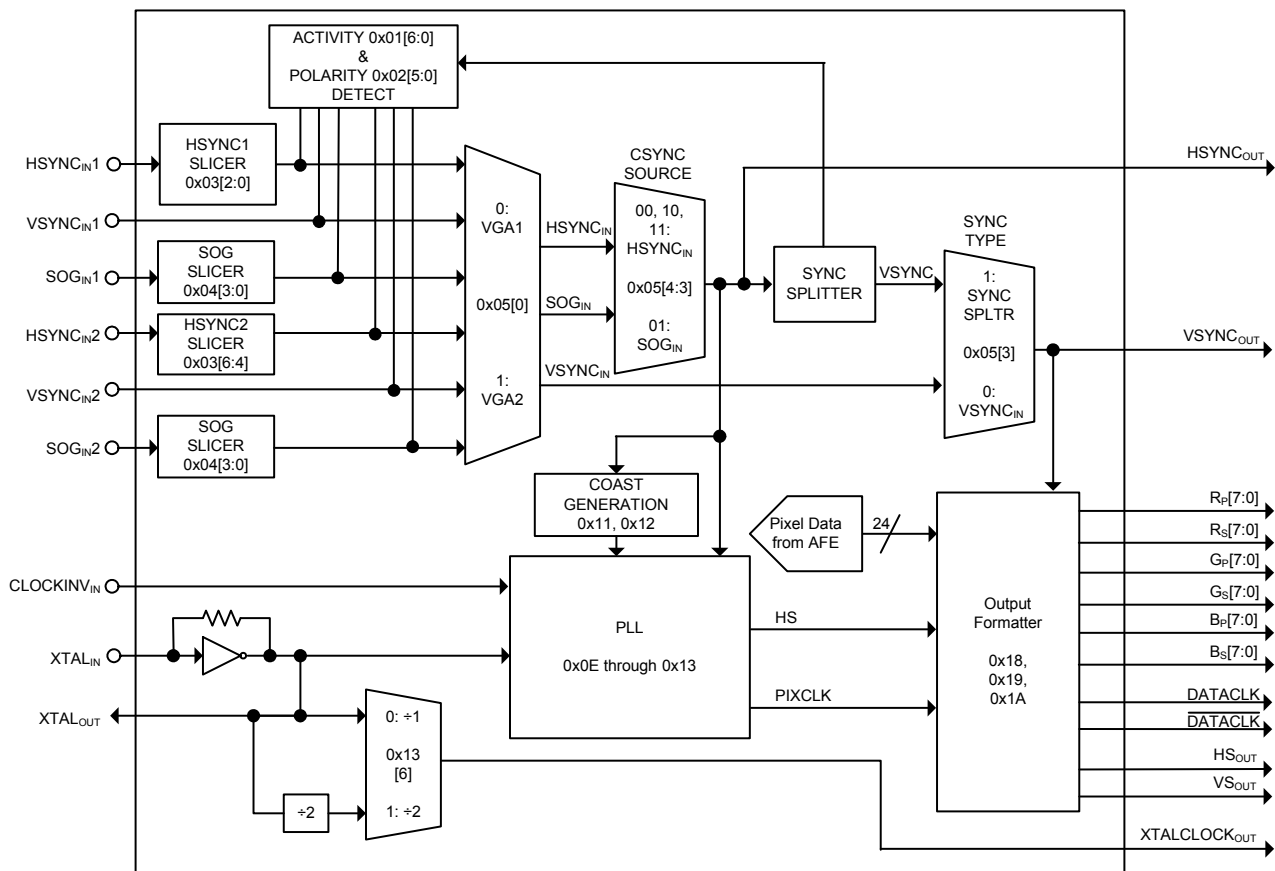 ACTIVITY 0x01[6:0]
&
POLARITY 0x02[5:0]
DETECT
HSYNCIN1
HSYNC1
SLICER
0x03[2:0]
VSYNCIN1
SOGIN1
SOG
SLICER
0x04[3:0]
HSYNCIN2
HSYNC2
SLICER
0x03[6:4]
VSYNCIN2
SOGIN2
SOG
SLICER
0x04[3:0]
0:
VGA1
0x05[0]
1:
VGA2
HSYNCIN
SOGIN
VSYNCIN
CSYNC
SOURCE
00, 10,
11:
HSYNCIN
0x05[4:3]
01:
SOGIN
SYNC
SPLITTER
VSYNC
SYNC
TYPE
1:
SYNC
SPLTR
0x05[3]
0:
VSYNCIN
HSYNCOUT
VSYNCOUT
COAST
GENERATION
0x11, 0x12
Pixel Data
from AFE
24
CLOCKINVIN
XTALIN
XTALOUT
PLL
0x0E through 0x13
HS
PIXCLK
0: ÷1
0x13
[6]
1: ÷2
÷2
Output
Formatter
0x18,
0x19,
0x1A
RP[7:0]
RS[7:0]
GP[7:0]
GS[7:0]
BP[7:0]
BS[7:0]
DATACLK
DATACLK
HSOUT
VSOUT
XTALCLOCKOUT